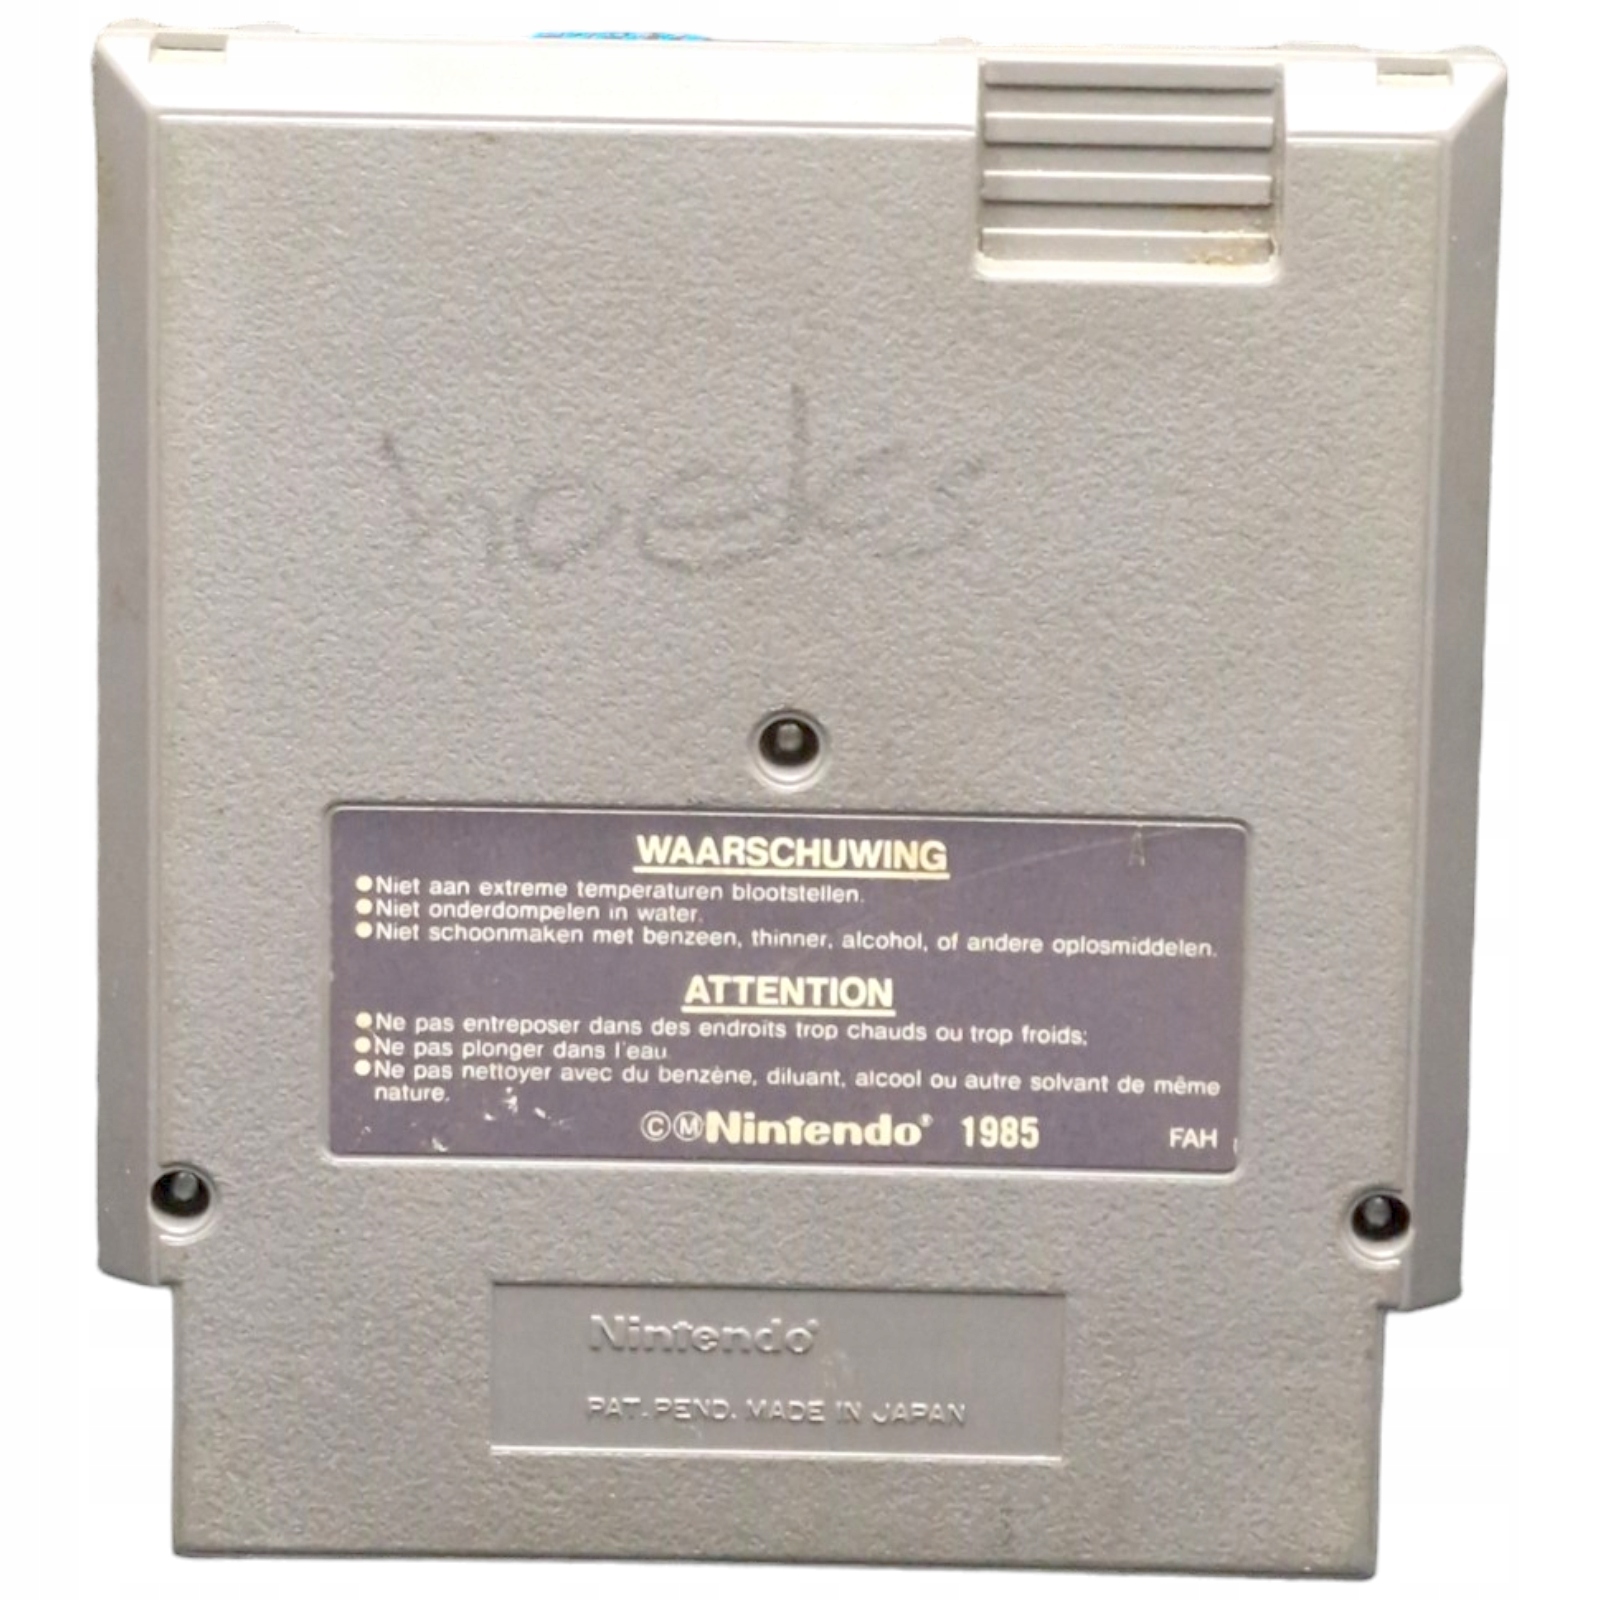 hoeks
WAARSCHUWING
●Niet aan extreme temperaturen blootstellen.
●Niet onderdompelen in water.
●Niet schoonmaken met benzeen, thinner, alcohol, of andere oplosmiddelen.
ATTENTION
●Ne pas entreposer dans des endroits trop chauds ou trop froids;
●Ne pas plonger dans l'eau
●Ne pas nettoyer avec du benzène, diluant, alcool ou autre solvant de même
nature.
©ⓂNintendo® 1985 FAH
Nintendo®
PAT. PEND. MADE IN JAPAN